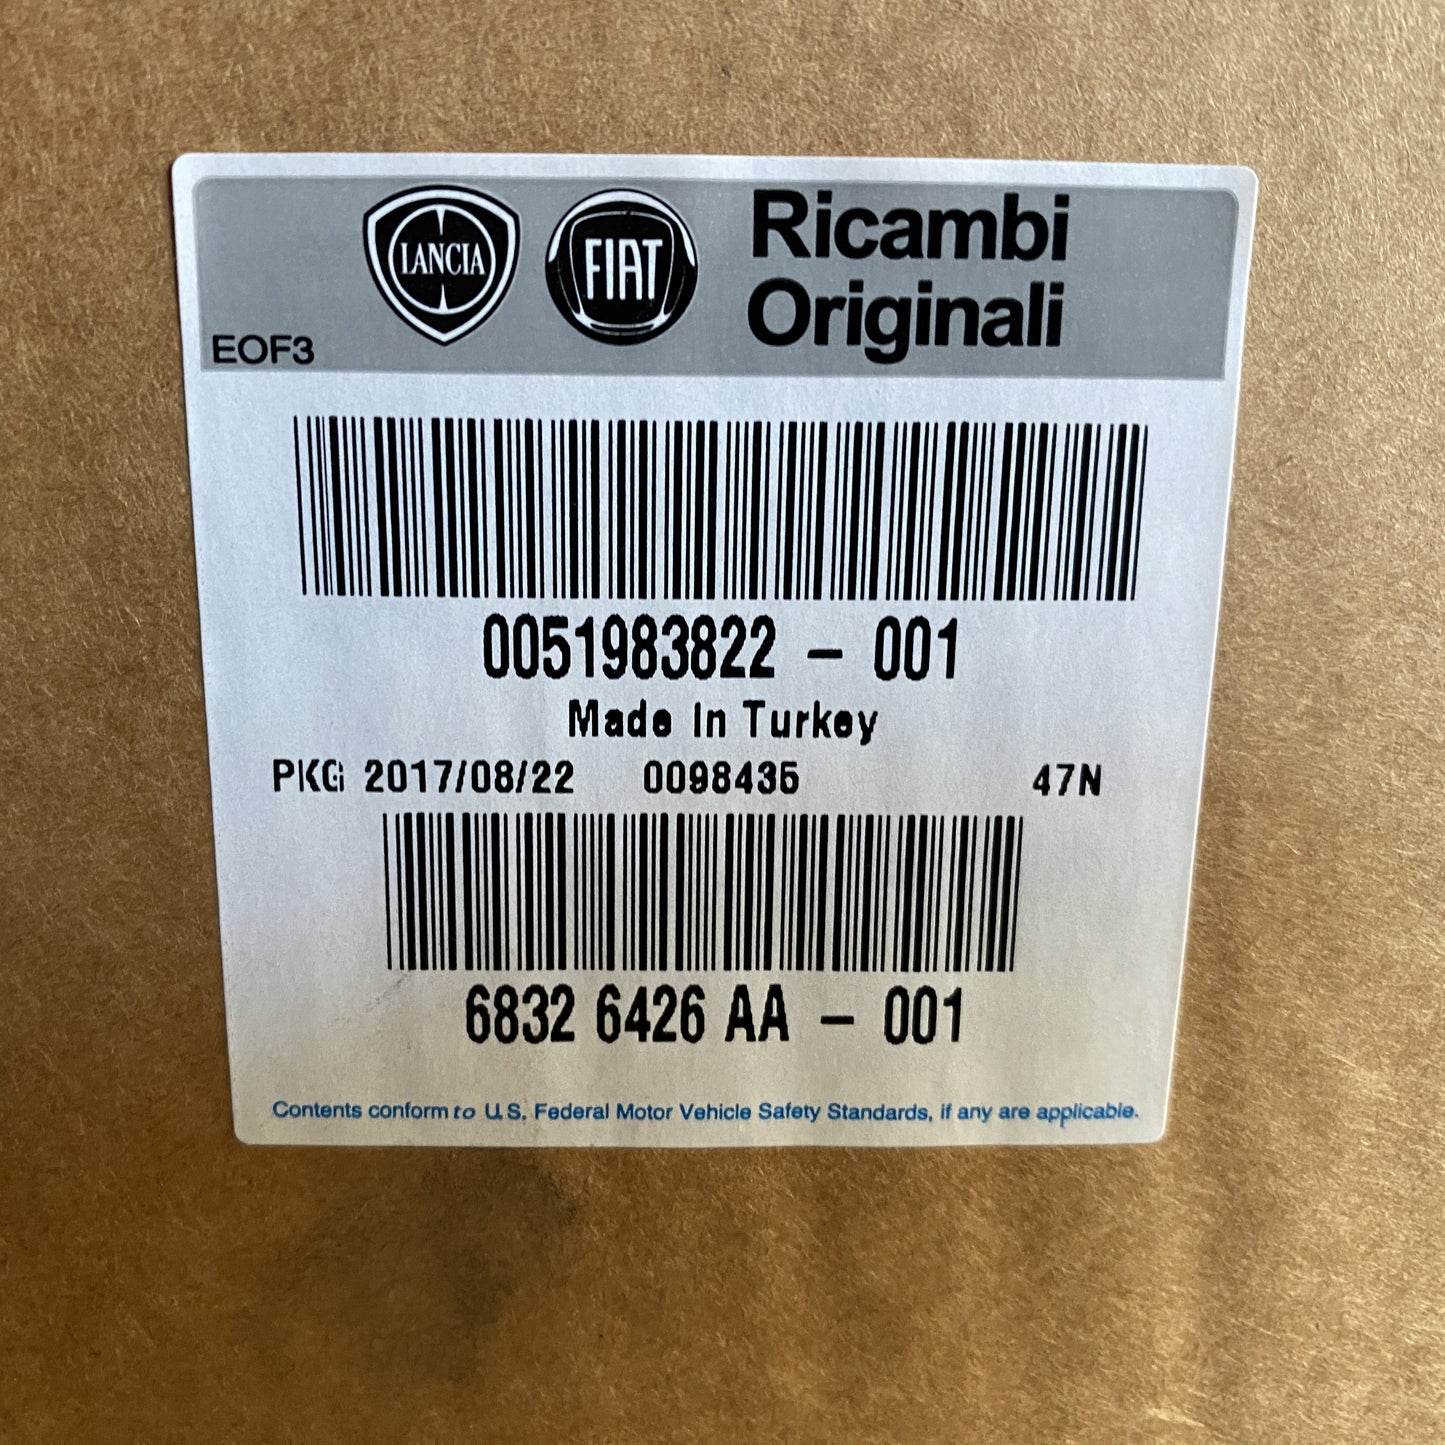 LANCIA
FIAT
Ricambi
Originali
EOF3
0051983822 - 001
Made In Turkey
PKG 2017/08/22 0098435 47N
6832 6426 AA - 001
Contents conform to U.S. Federal Motor Vehicle Safety Standards, if any are applicable.